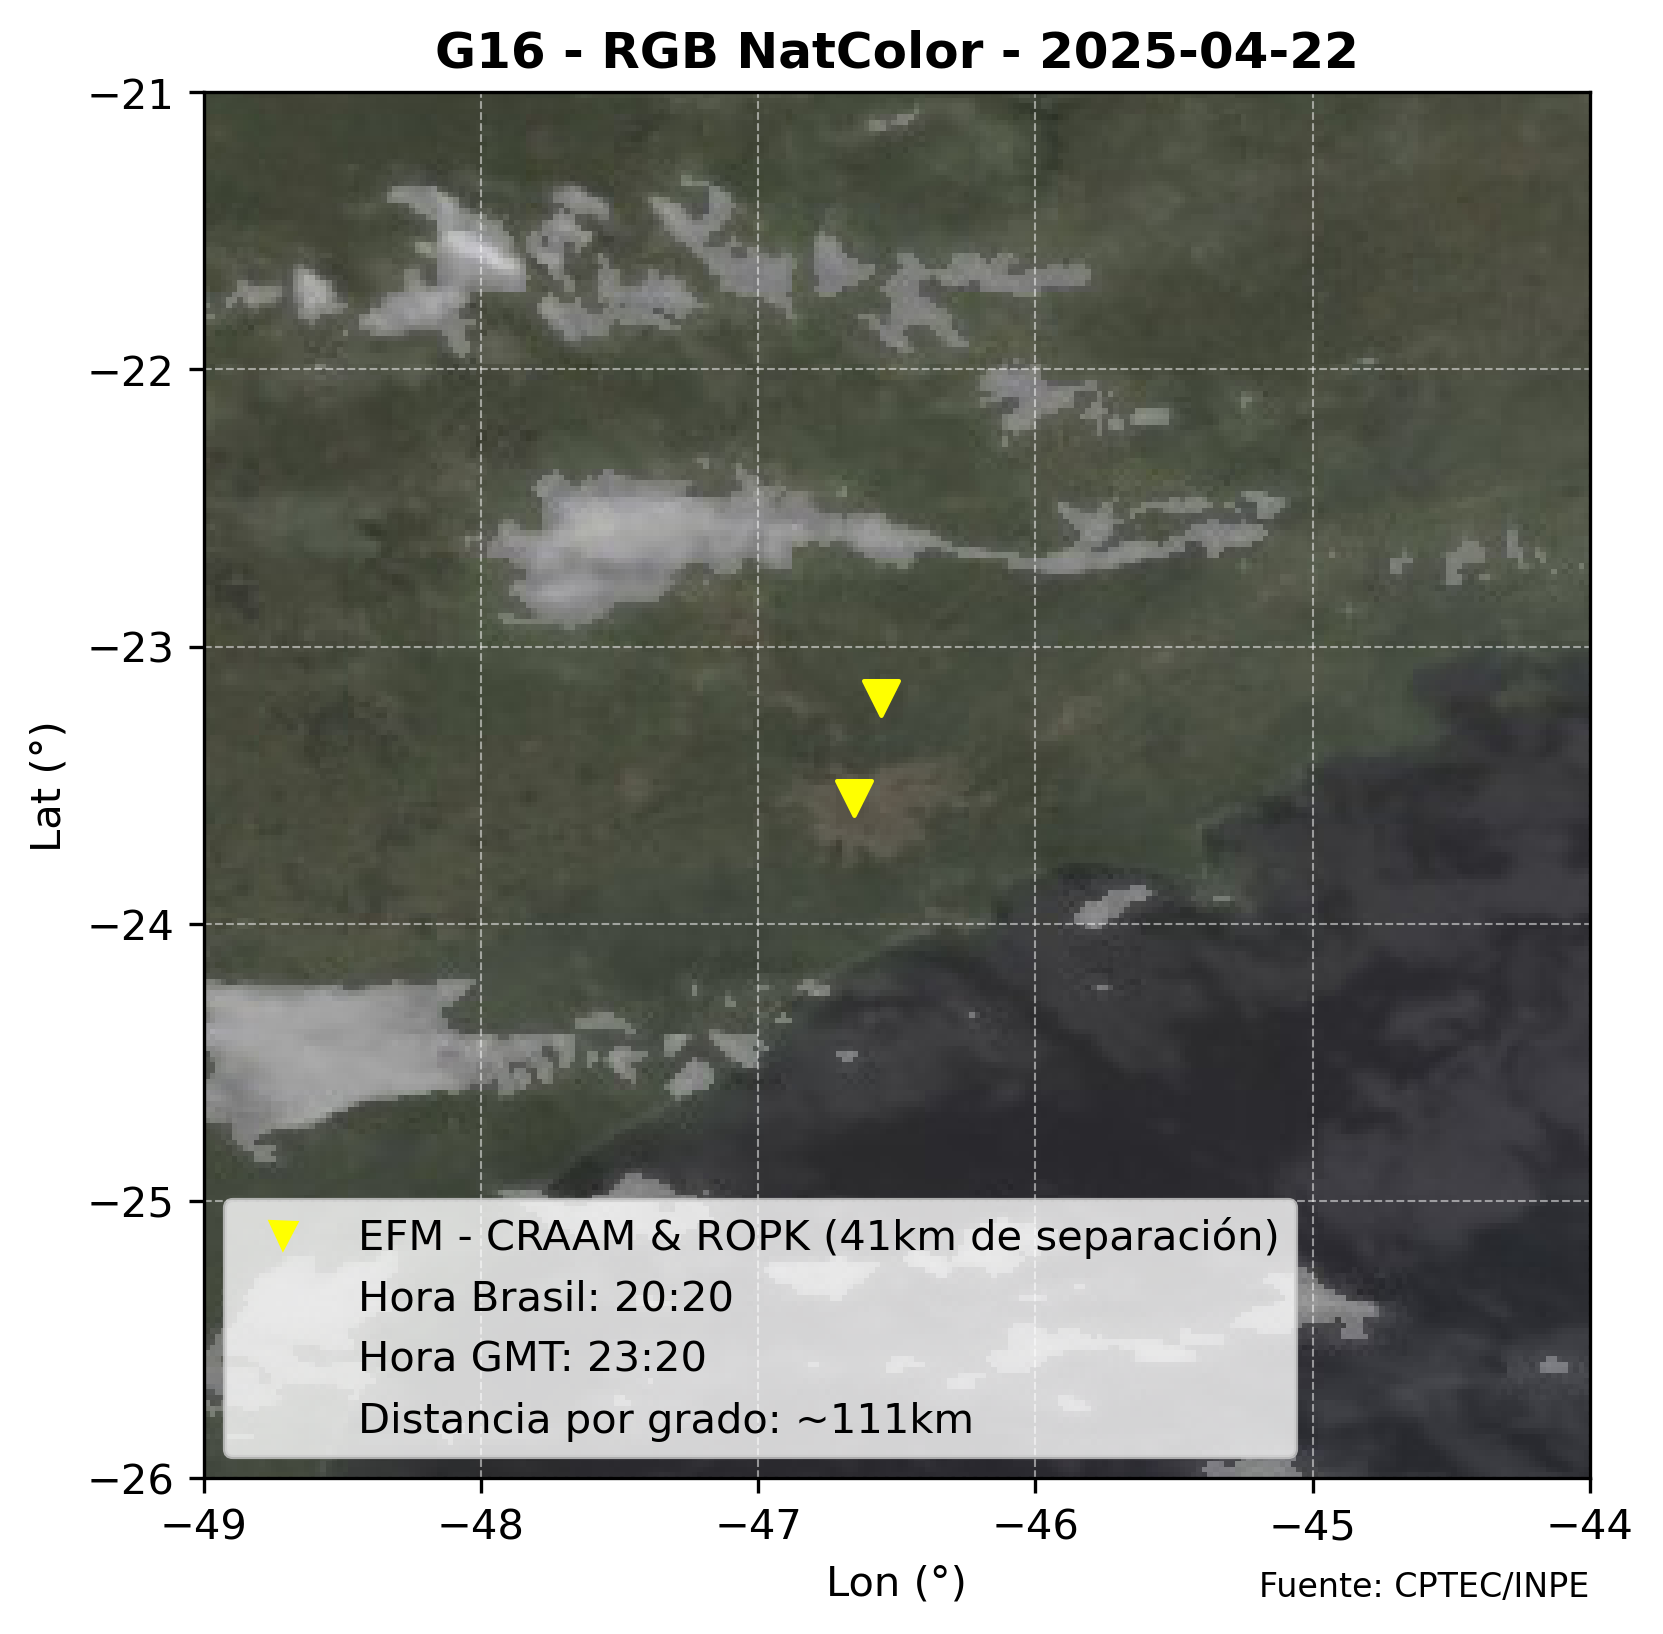 G16 - RGB NatColor - 2025-04-22
−21
−22
−23
−24
−25
−26
Lat (°)
EFM - CRAAM & ROPK (41km de separación)
Hora Brasil: 20:20
Hora GMT: 23:20
Distancia por grado: ~111km
−49 −48 −47 −46 −45 −44
Lon (°)
Fuente: CPTEC/INPE